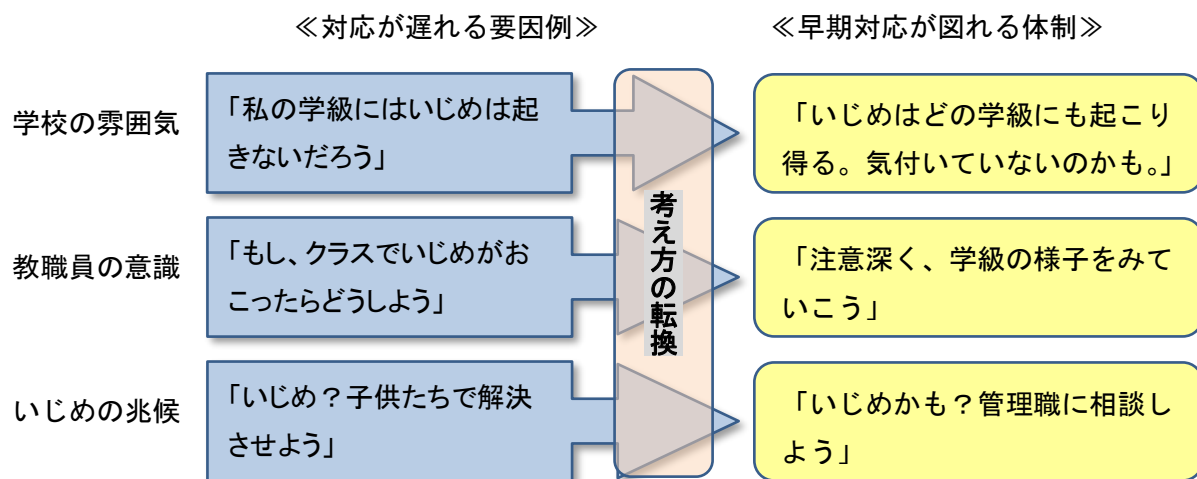 ≪対応が遅れる要因例≫
≪早期対応が図れる体制≫
学校の雰囲気
「私の学級にはいじめは起
きないだろう」
「いじめはどの学級にも起こり
得る。気付いていないのかも。」
教職員の意識
「もし、クラスでいじめがお
こったらどうしよう」
「注意深く、学級の様子をみて
いこう」
いじめの兆候
「いじめ？子供たちで解決
させよう」
「いじめかも？管理職に相談し
よう」
考え方の転換